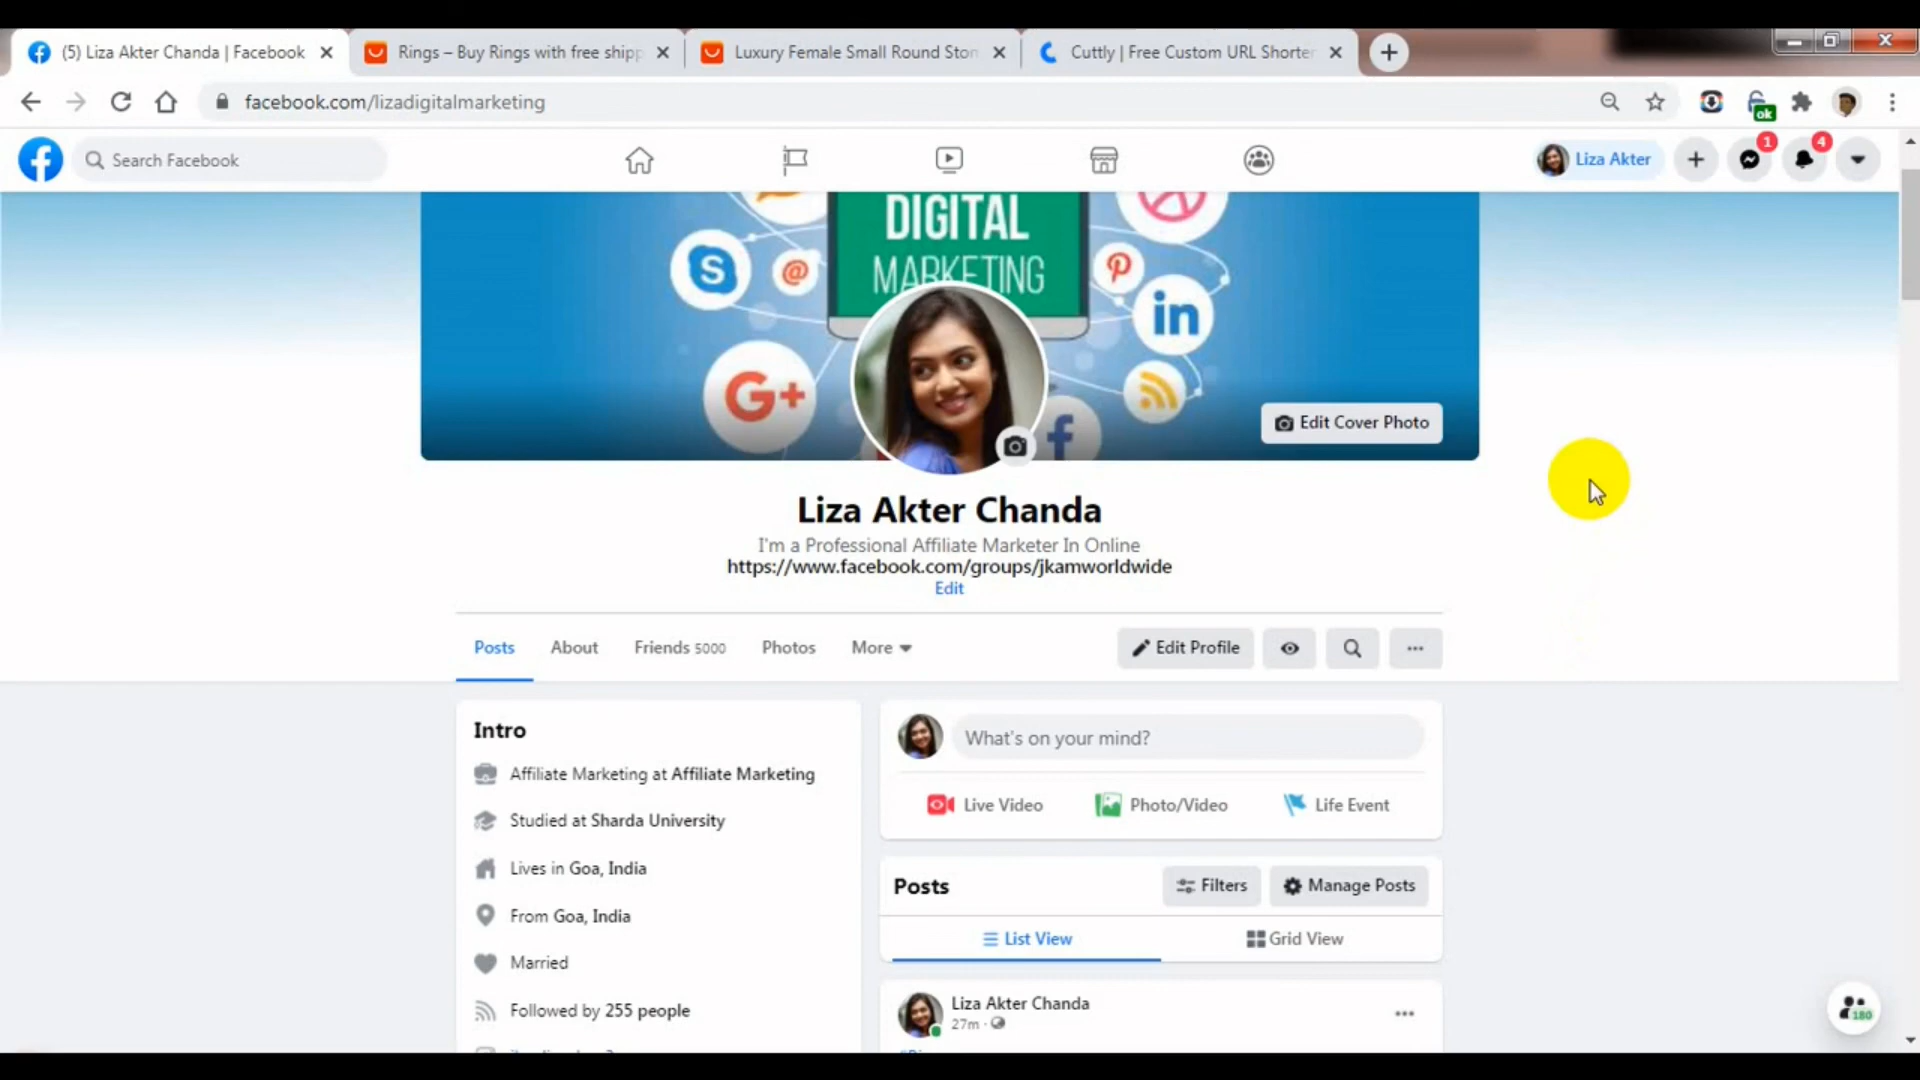 (5) Liza Akter Chanda | Facebook
Rings – Buy Rings with free shipp
Luxury Female Small Round Ston
Cuttly | Free Custom URL Shorter
facebook.com/lizadigitalmarketing
ok
Search Facebook
Liza Akter
1
4
DIGITAL
MARKETING
Edit Cover Photo
Liza Akter Chanda
I'm a Professional Affiliate Marketer In Online
https://www.facebook.com/groups/jkamworldwide
Edit
Posts
About
Friends 5000
Photos
More
Edit Profile
Intro
Affiliate Marketing at Affiliate Marketing
Studied at Sharda University
Lives in Goa, India
From Goa, India
Married
Followed by 255 people
What's on your mind?
Live Video
Photo/Video
Life Event
Posts
Filters
Manage Posts
List View
Grid View
Liza Akter Chanda
27m ·
180